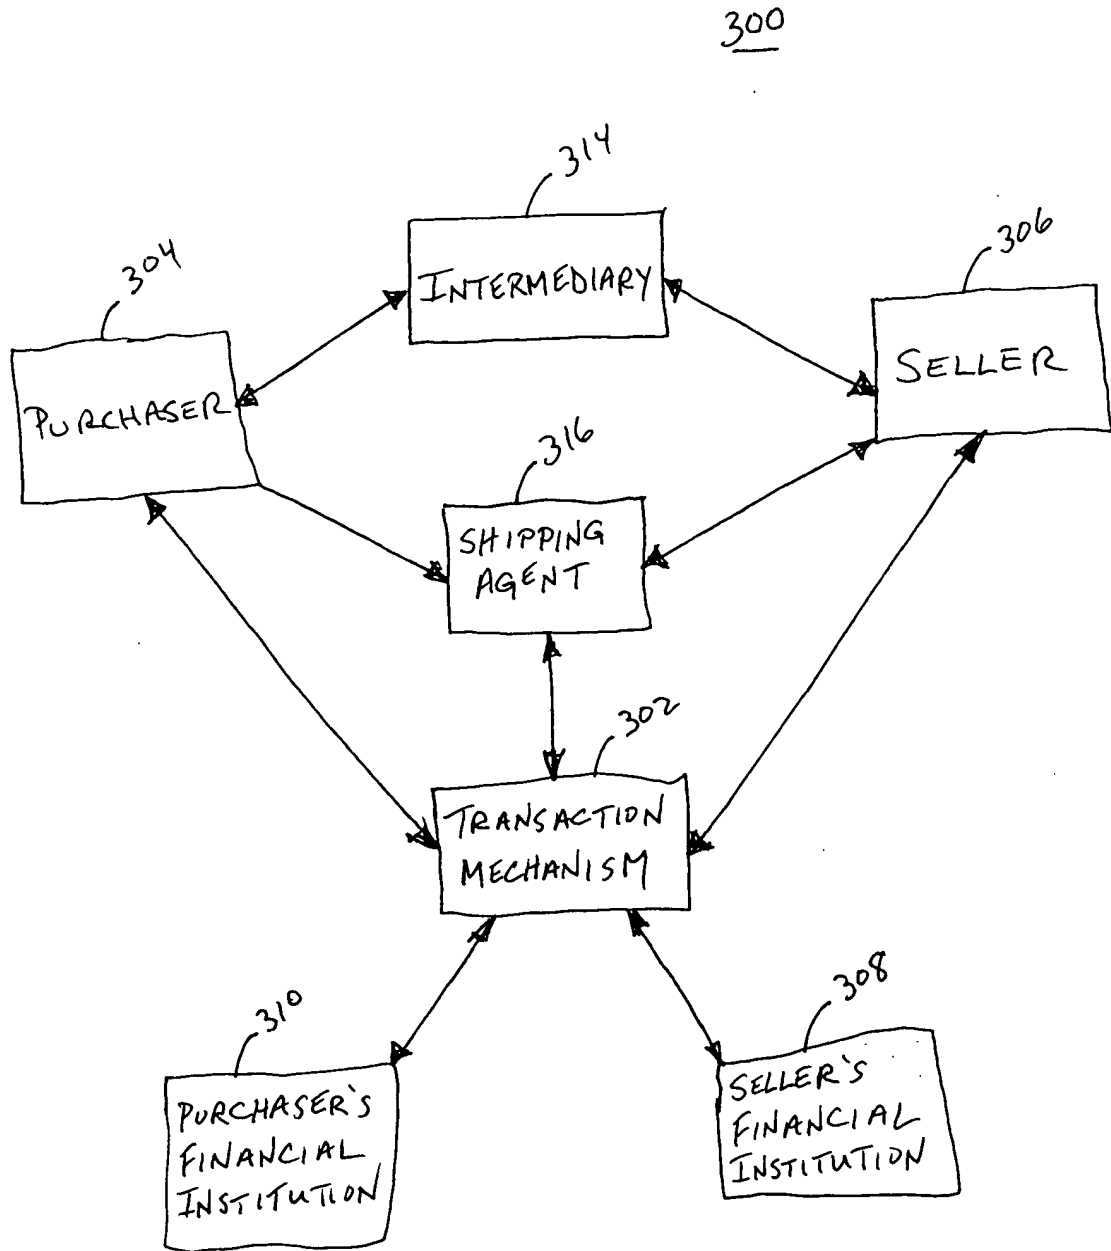 300
314
INTERMEDIARY
304
PURCHASER
306
SELLER
316
SHIPPING
AGENT
302
TRANSACTION
MECHANISM
310
PURCHASER'S
FINANCIAL
INSTITUTION
308
SELLER'S
FINANCIAL
INSTITUTION